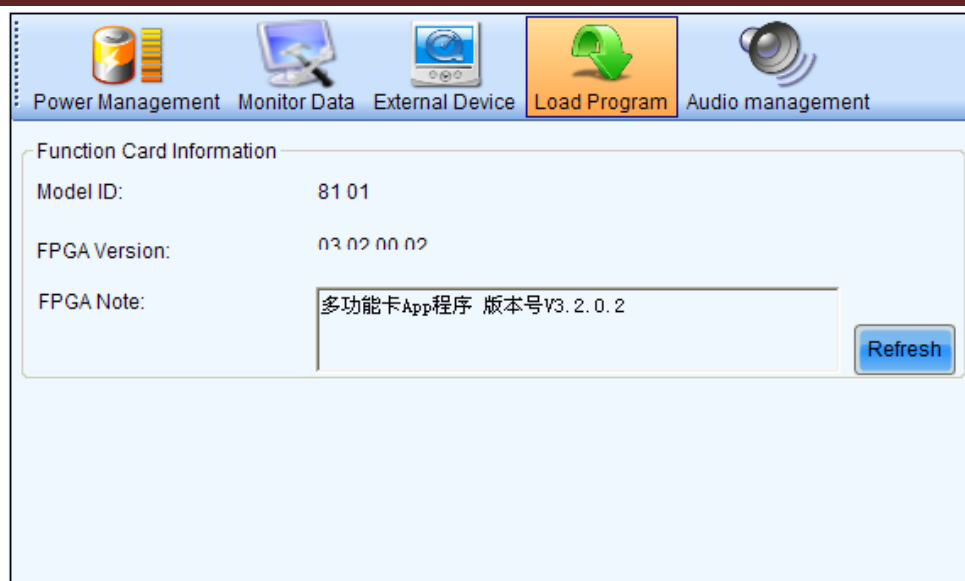 Power Management Monitor Data External Device Load Program Audio management
Function Card Information
Model ID: 81 01
FPGA Version: 03 02 00 02
FPGA Note: 多功能卡App程序 版本号V3.2.0.2
Refresh